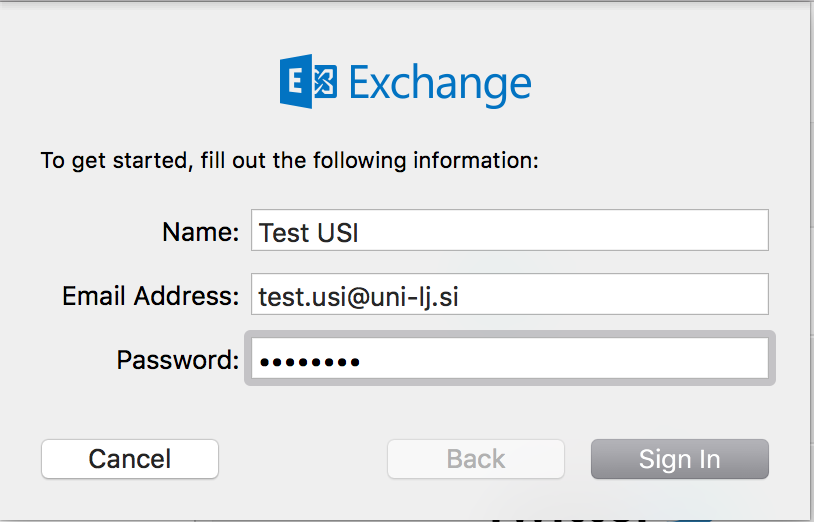 Exchange
To get started, fill out the following information:
Name: Test USI
Email Address: test.usi@uni-lj.si
Password: ••••••••
Cancel Back Sign In